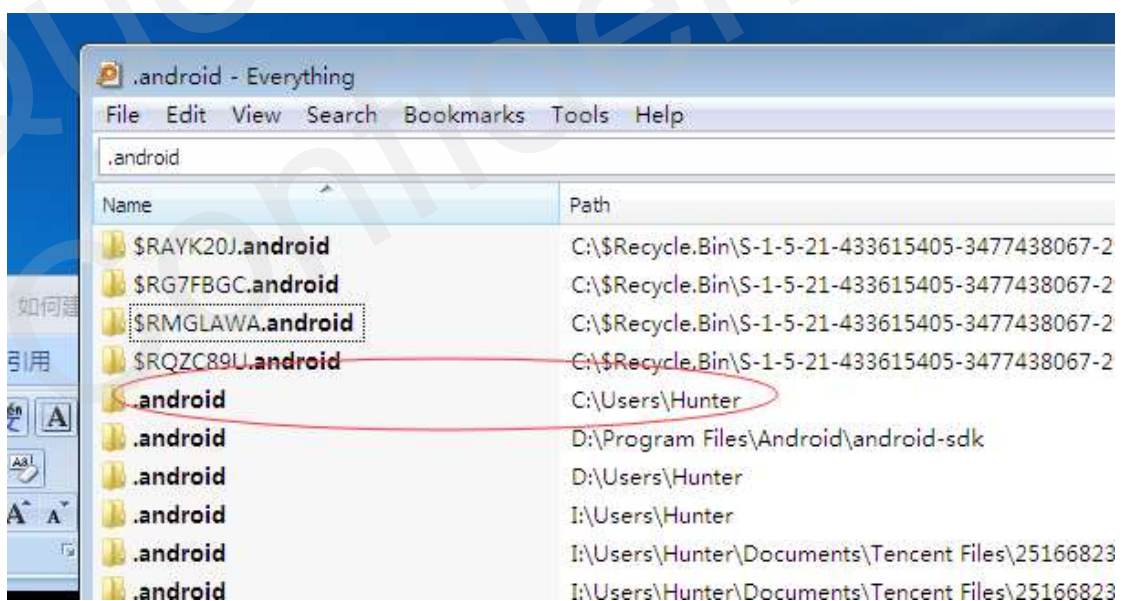 .android - Everything
File Edit View Search Bookmarks Tools Help
.android
Name Path
$RAYK20J.android C:\$Recycle.Bin\S-1-5-21-433615405-3477438067-2
$RG7FBGC.android C:\$Recycle.Bin\S-1-5-21-433615405-3477438067-2
如何建
$RMGLAWA.android C:\$Recycle.Bin\S-1-5-21-433615405-3477438067-2
引用
$RQZC89U.android C:\$Recycle.Bin\S-1-5-21-433615405-3477438067-2
.android C:\Users\Hunter
A
.android D:\Program Files\Android\android-sdk
.android D:\Users\Hunter
.android I:\Users\Hunter
A A
.android I:\Users\Hunter\Documents\Tencent Files\25166823
.android I:\Users\Hunter\Documents\Tencent Files\25166823